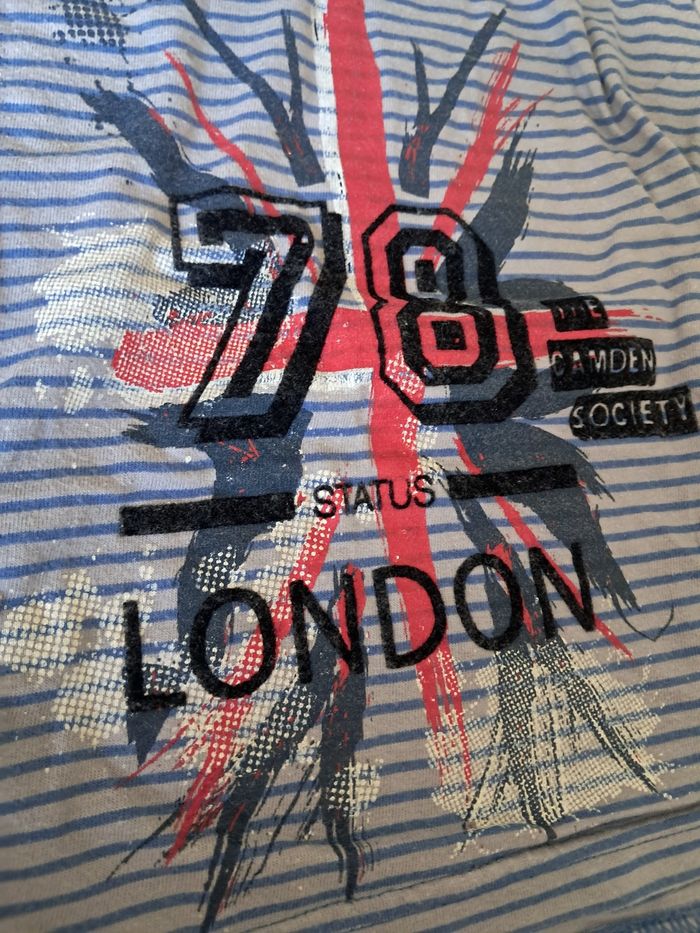 78
THE
CAMDEN
SOCIETY
STATUS
LONDON